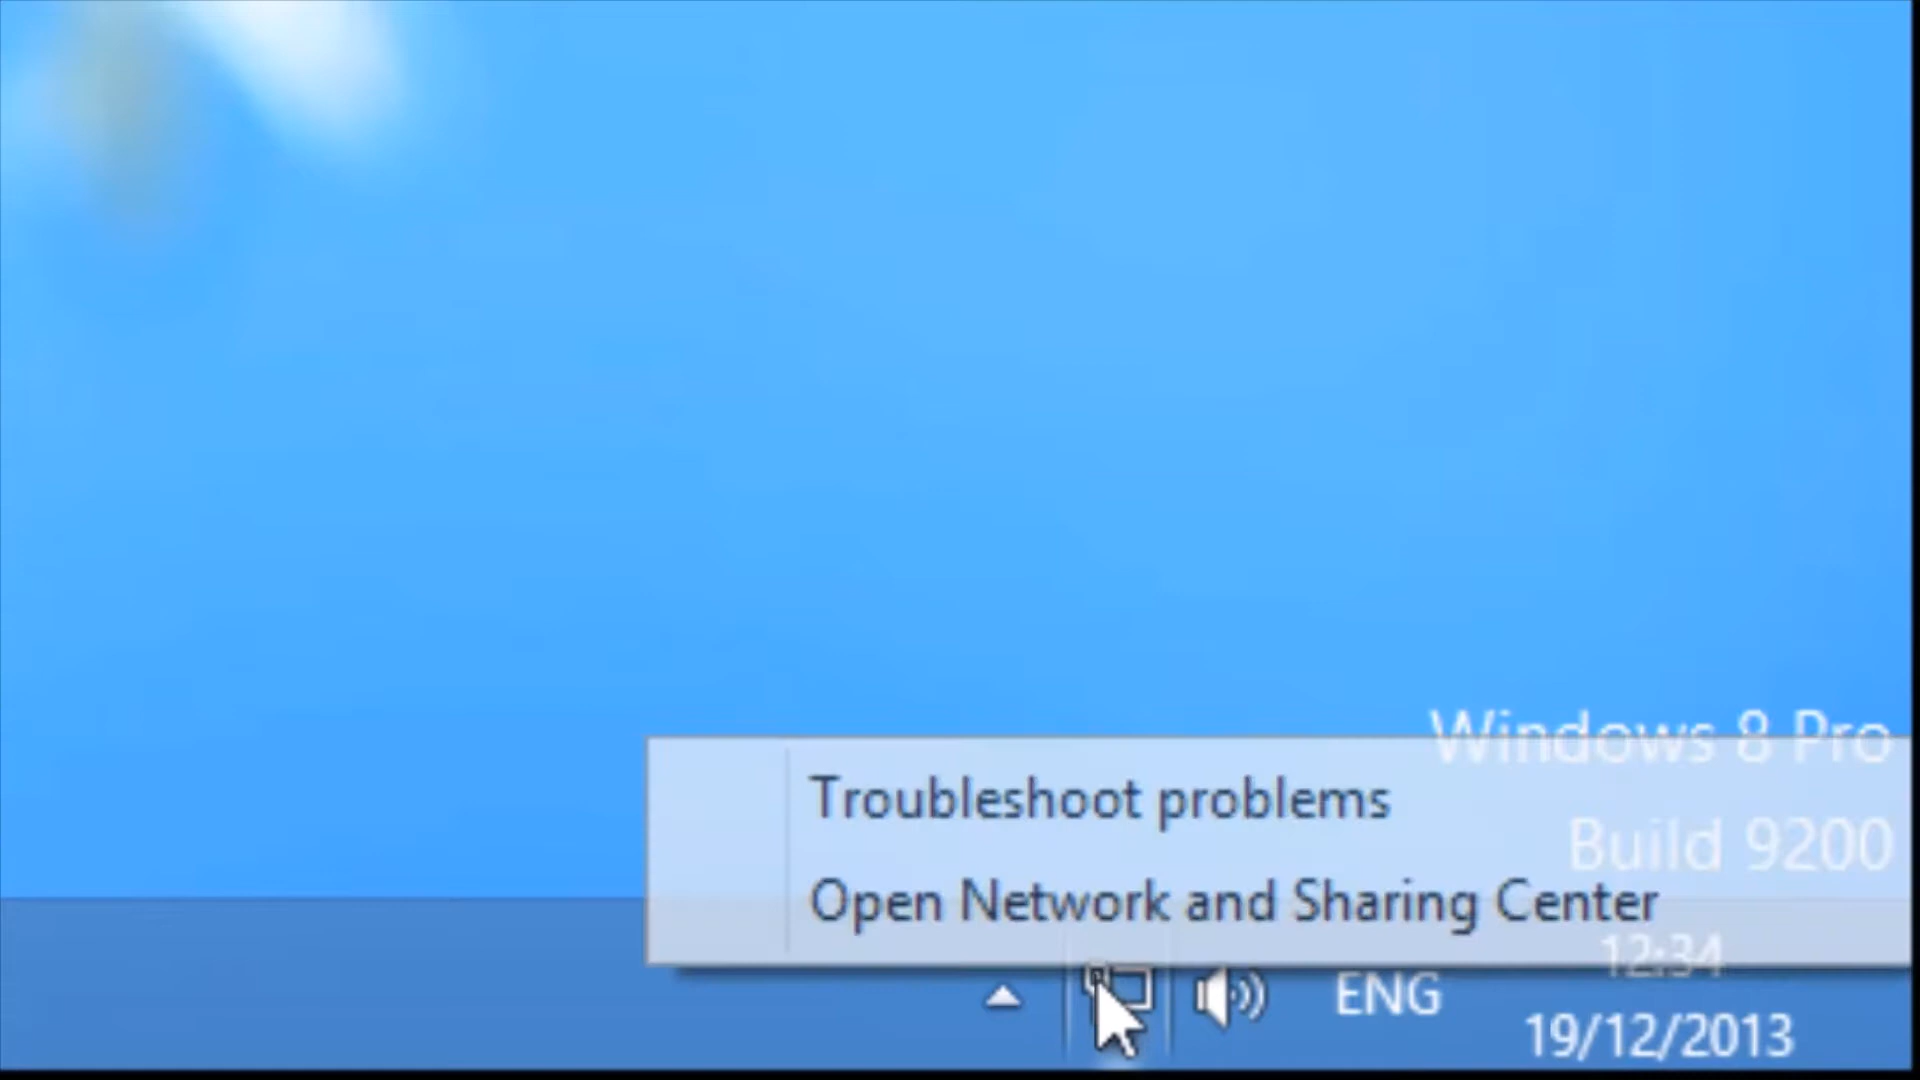 Windows 8 Pro
Troubleshoot problems
Build 9200
Open Network and Sharing Center
12:34
ENG
19/12/2013